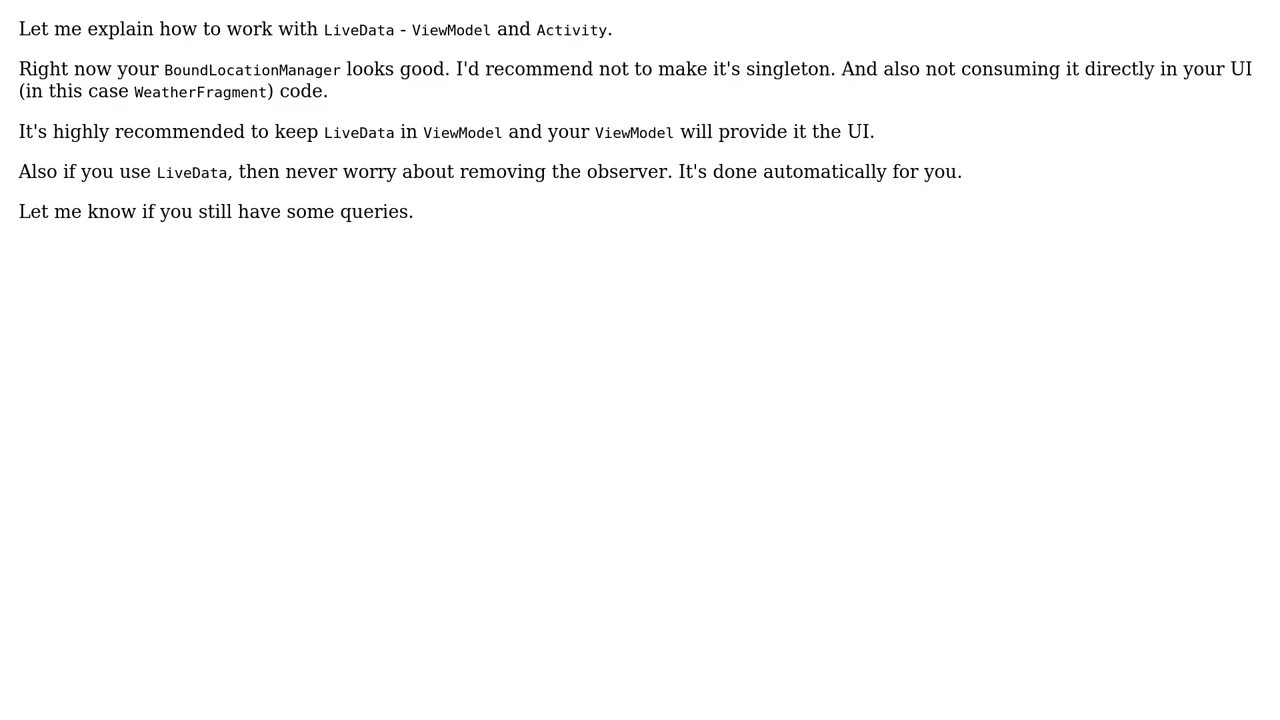 Let me explain how to work with LiveData - ViewModel and Activity.
Right now your BoundLocationManager looks good. I'd recommend not to make it's singleton. And also not consuming it directly in your UI
(in this case WeatherFragment) code.
It's highly recommended to keep LiveData in ViewModel and your ViewModel will provide it the UI.
Also if you use LiveData, then never worry about removing the observer. It's done automatically for you.
Let me know if you still have some queries.